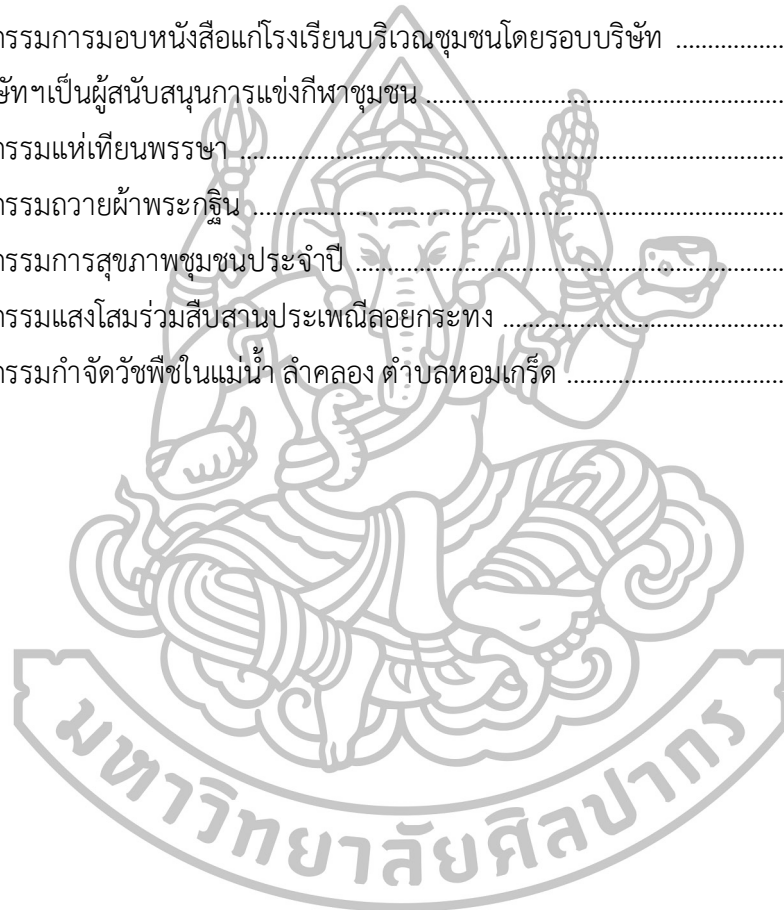 กรรมการมอบหนังสือแก่โรงเรียนบริเวณชุมชนโดยรอบบริษัท ................
ษัทฯเป็นผู้สนับสนุนการแข่งกีฬาชุมชน ................................................
กรรมแห่เทียนพรรษา ................................................................................
กรรมถวายผ้าพระกฐิน ..............................................................................
กรรมการสุขภาพชุมชนประจำปี ...............................................................
กรรมแสงโสมร่วมสืบสานประเพณีลอยกระทง .........................................
กรรมกำจัดวัชพืชในแม่น้ำ ลำคลอง ตำบลหอมเกร็ด ................................
มหาวิทยาลัยศิลปากร